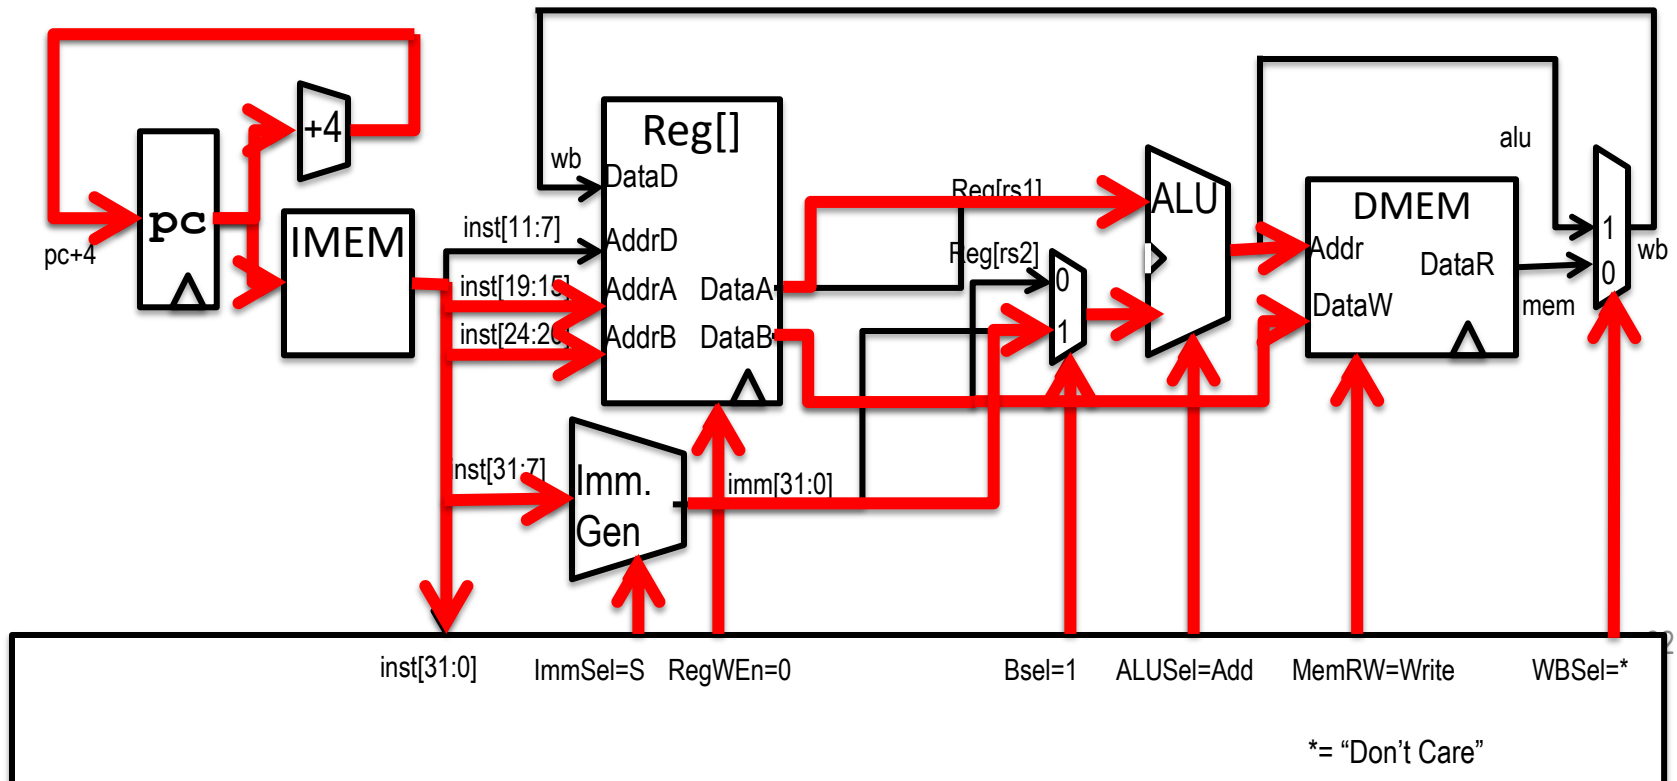 Reg[]
+4
wb
alu
DataD
Reg[rs1]
ALU
DMEM
pc
IMEM
inst[11:7]
AddrD
Reg[rs2]
1
wb
pc+4
Addr
DataR
0
inst[19:15]
AddrA
DataA
0
DataW
mem
inst[24:20]
AddrB
DataB
1
inst[31:7]
Imm.
Gen
imm[31:0]
inst[31:0]
ImmSel=S
RegWEn=0
Bsel=1
ALUSel=Add
MemRW=Write
WBSel=*
*= “Don’t Care”